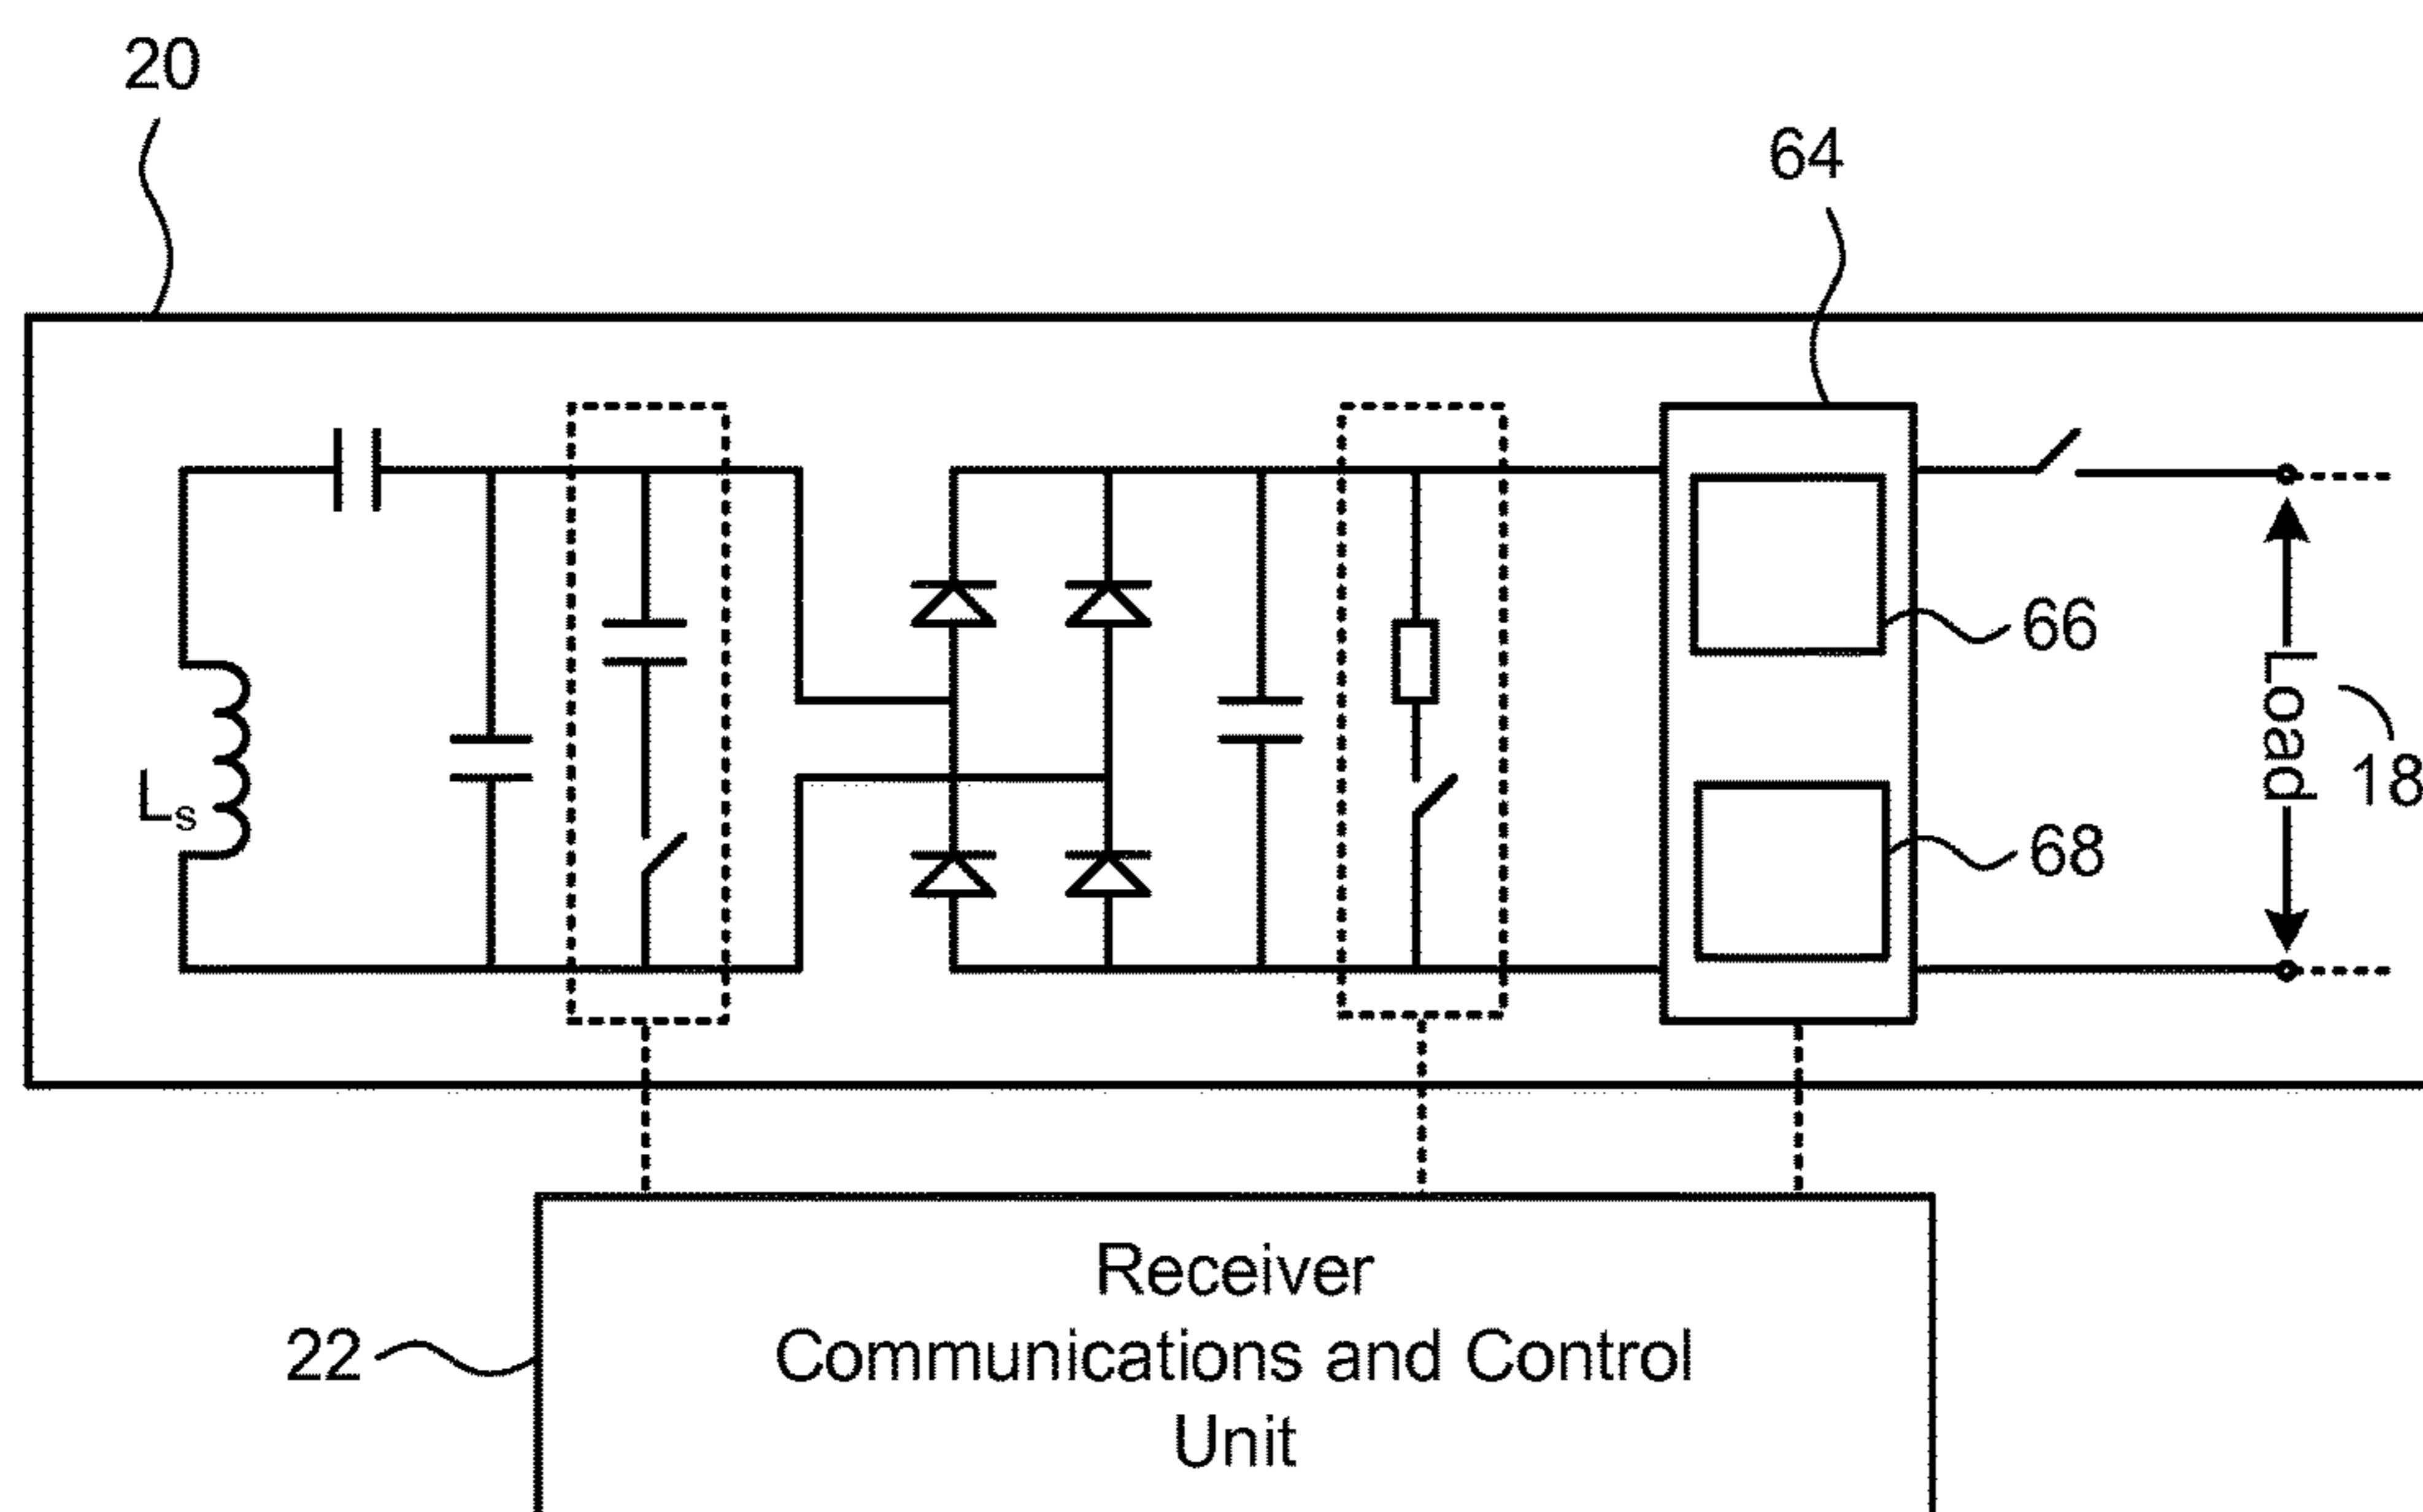 20
64
66
Load
18
Ls
68
Receiver
Communications and Control
Unit
22